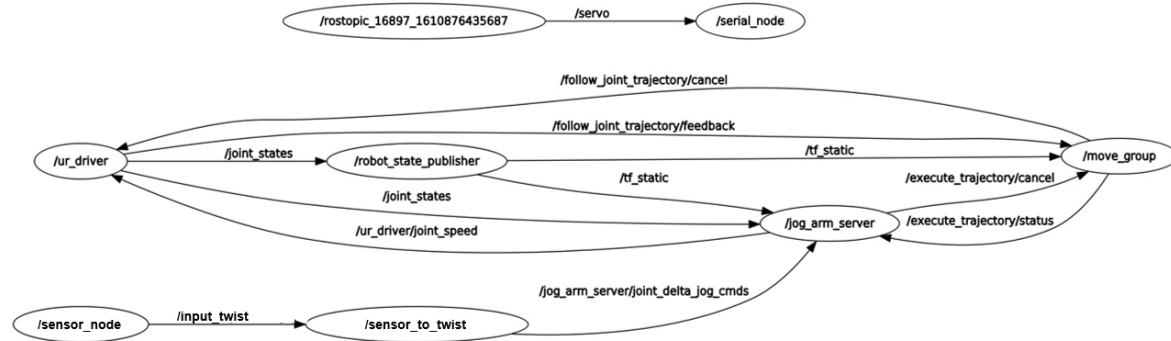 /servo
/rostopic_16897_1610876435687
/serial_node
/follow_joint_trajectory/cancel
/follow_joint_trajectory/feedback
/ur_driver
/joint_states
/robot_state_publisher
/tf_static
/move_group
/tf_static
/execute_trajectory/cancel
/joint_states
/jog_arm_server
/execute_trajectory/status
/ur_driver/joint_speed
/jog_arm_server/joint_delta_jog_cmds
/input_twist
/sensor_node
/sensor_to_twist